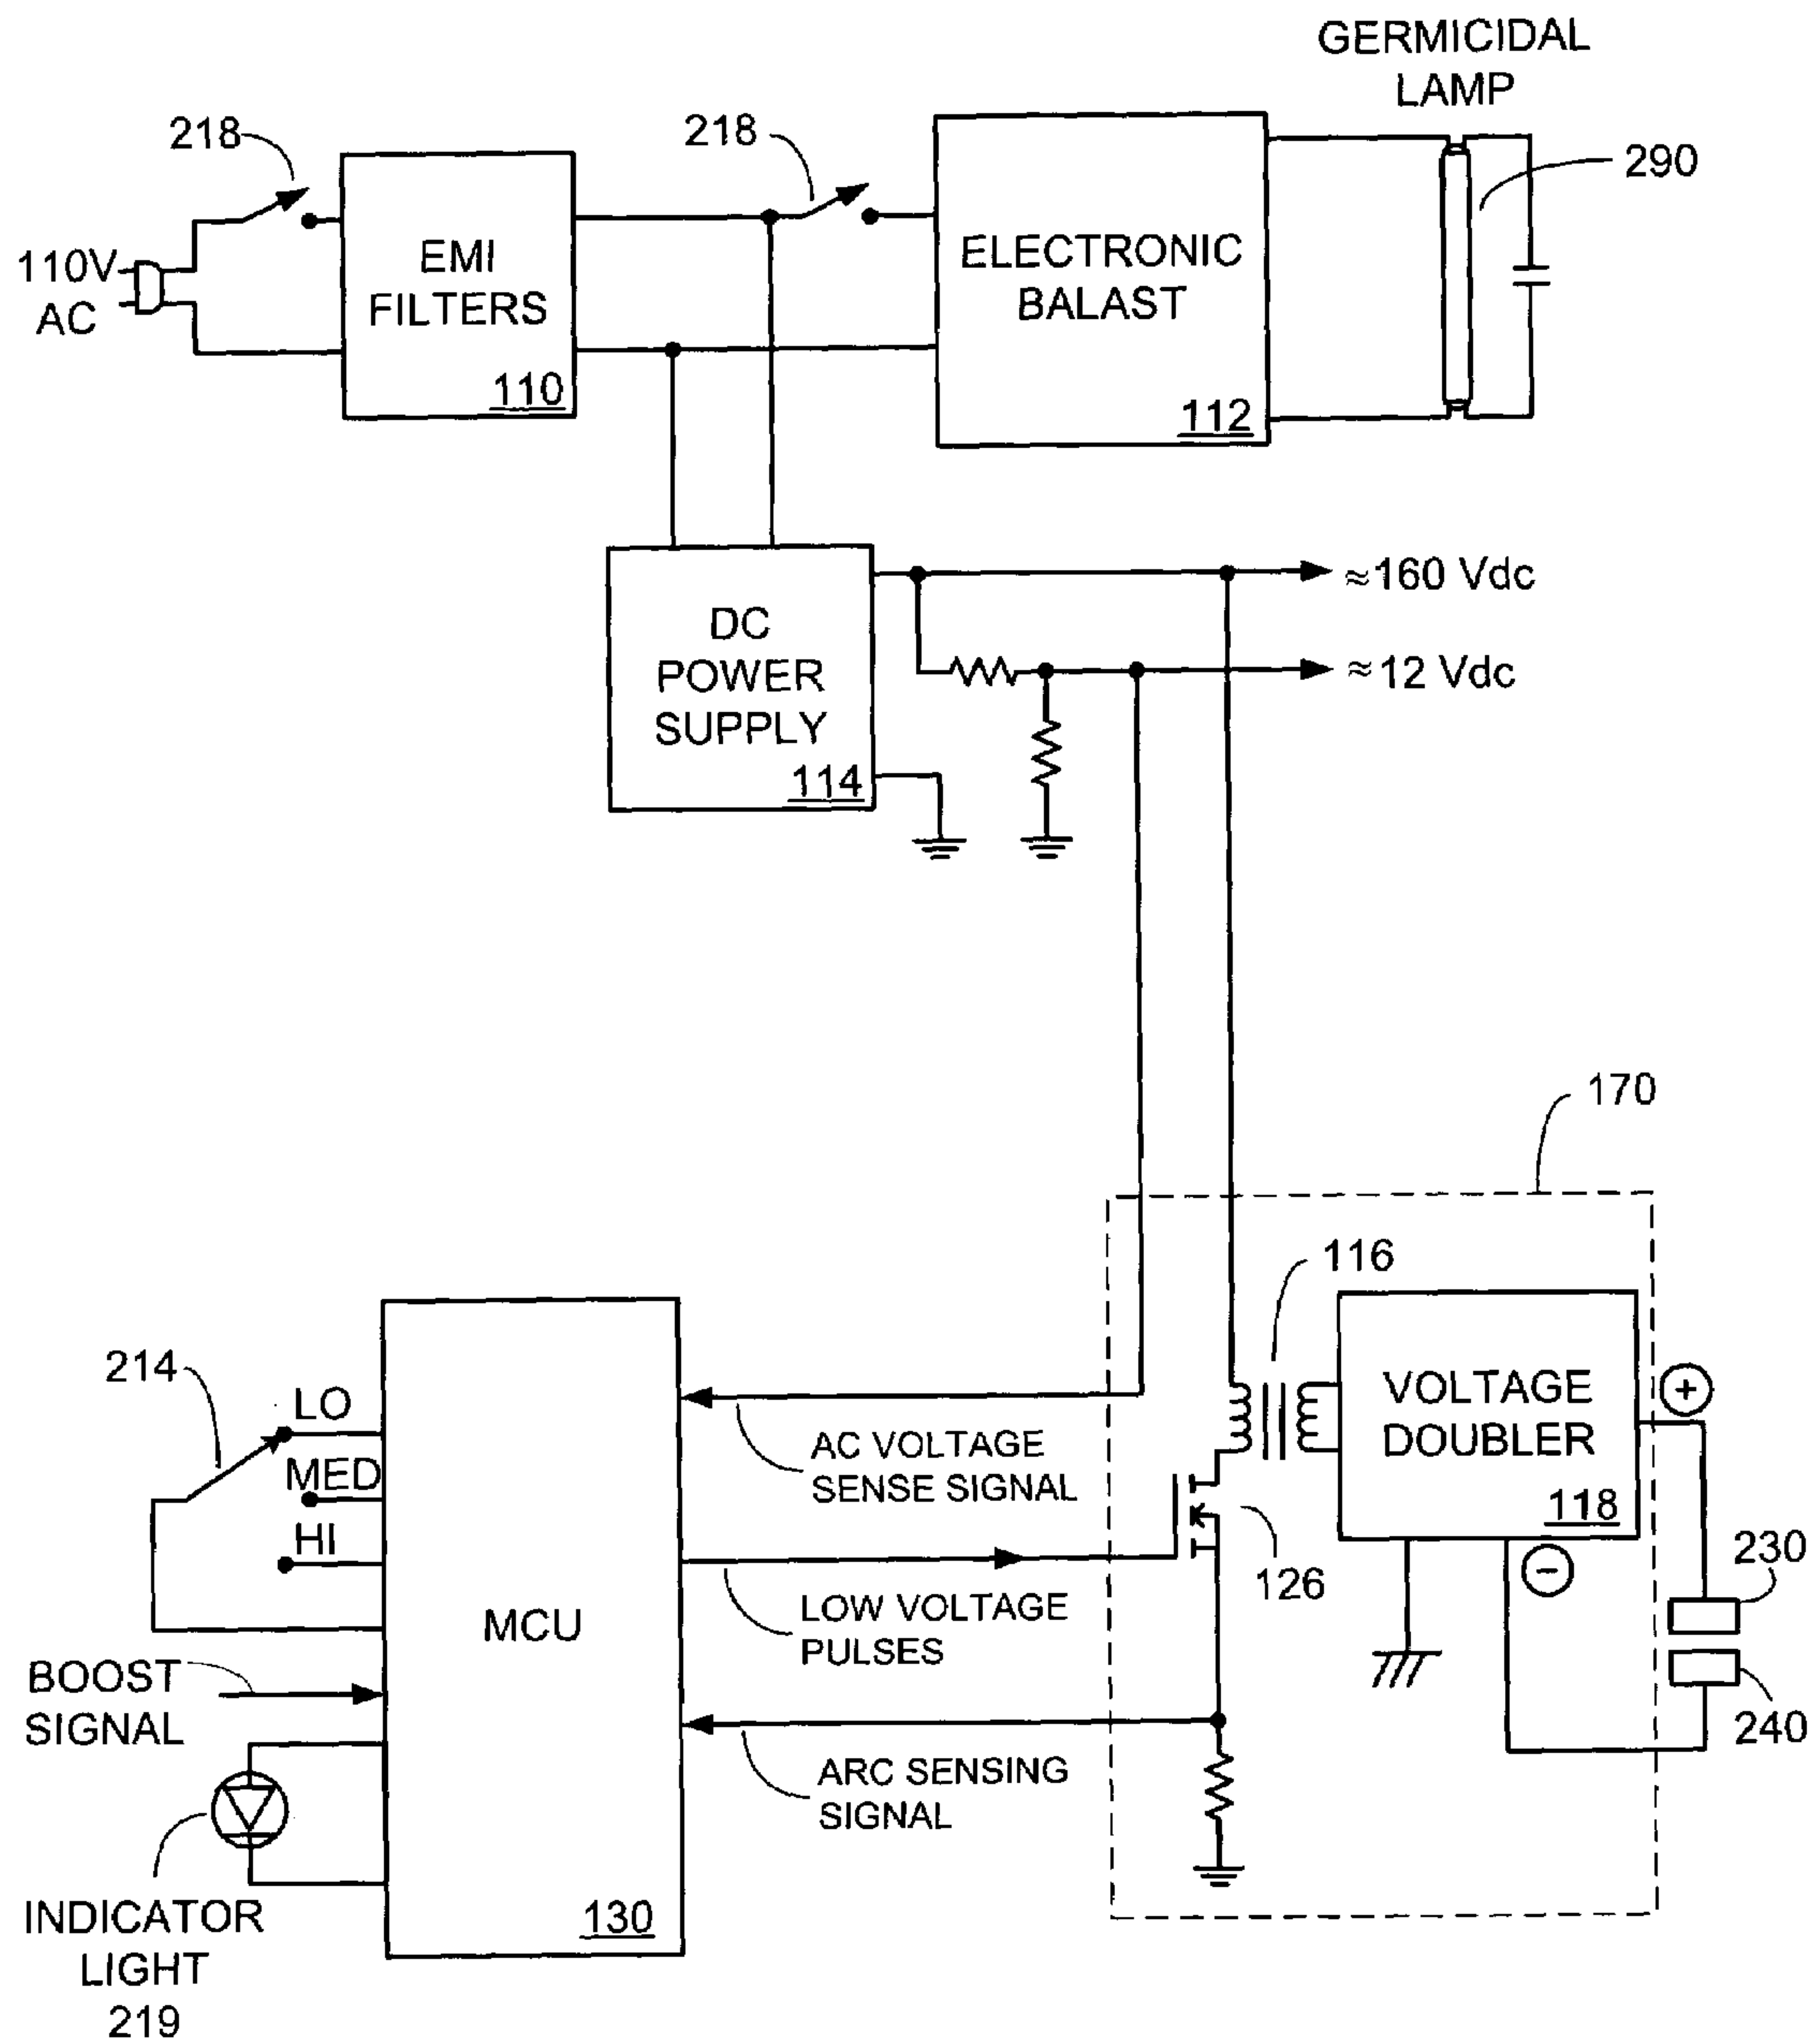 GERMICIDAL
LAMP
218
218
290
110V
AC
EMI
FILTERS
110
ELECTRONIC
BALAST
112
≈160 Vdc
≈12 Vdc
DC
POWER
SUPPLY
114
170
116
214
LO
MED
HI
AC VOLTAGE
SENSE SIGNAL
VOLTAGE
DOUBLER
118
+
−
126
230
240
MCU
130
LOW VOLTAGE
PULSES
BOOST
SIGNAL
ARC SENSING
SIGNAL
INDICATOR
LIGHT
219